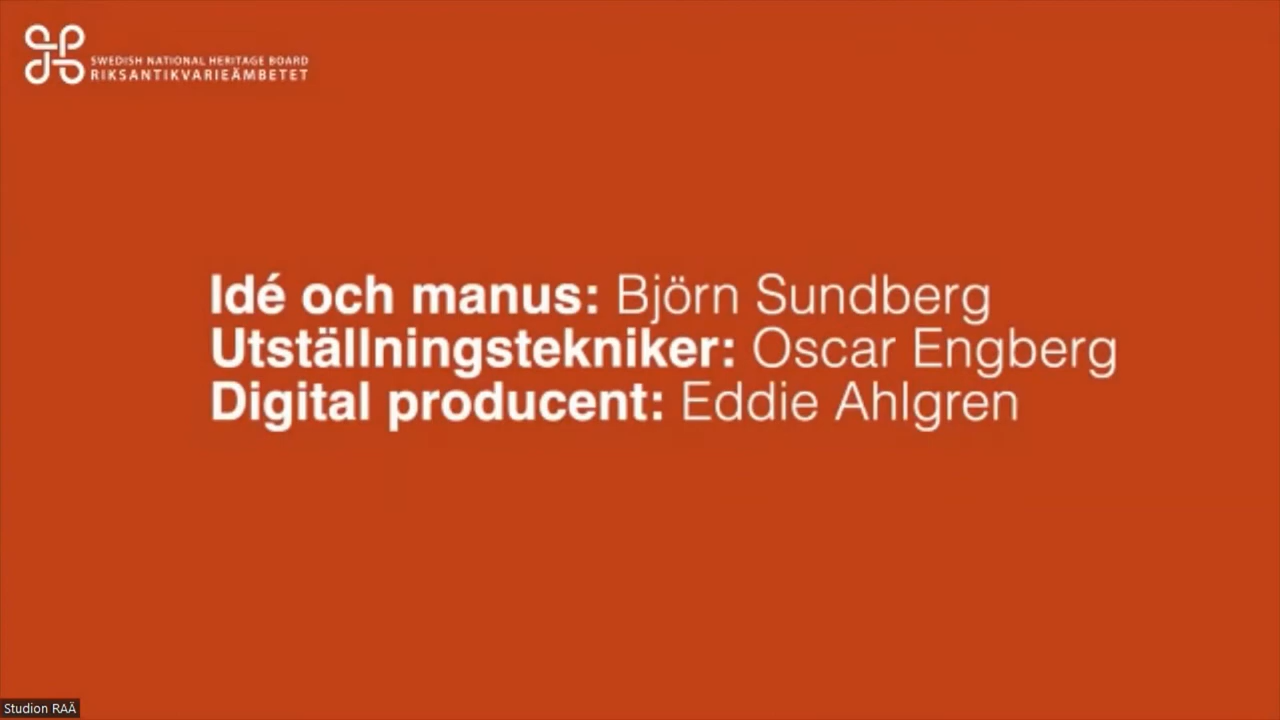 SWEDISH NATIONAL HERITAGE BOARD
RIKSANTIKVARIEÄMBETET
Idé och manus: Björn Sundberg
Utställningstekniker: Oscar Engberg
Digital producent: Eddie Ahlgren
Studion RAÄ